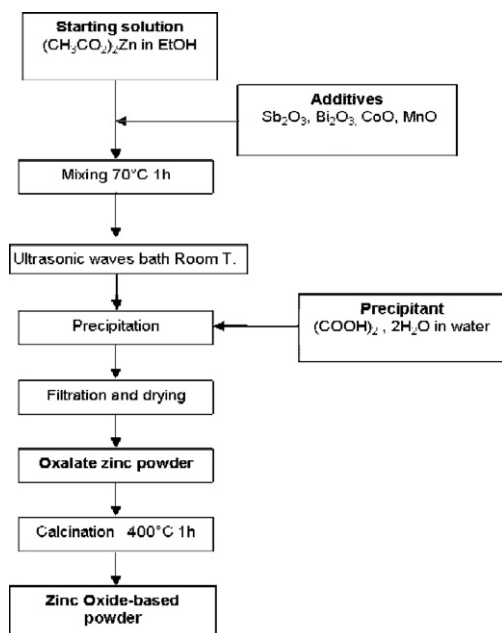 Starting solution
(CH₃CO₂)₂Zn in EtOH
Additives
Sb₂O₃, Bi₂O₃, CoO, MnO
Mixing 70°C 1h
Ultrasonic waves bath Room T.
Precipitant
(COOH)₂ , 2H₂O in water
Precipitation
Filtration and drying
Oxalate zinc powder
Calcination 400°C 1h
Zinc Oxide-based
powder